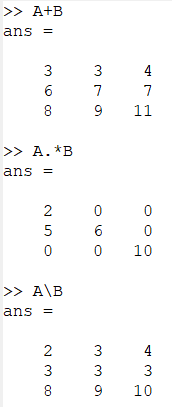 >> A+B
ans =
3 3 4
6 7 7
8 9 11
>> A.*B
ans =
2 0 0
5 6 0
0 0 10
>> A\B
ans =
2 3 4
3 3 3
8 9 10